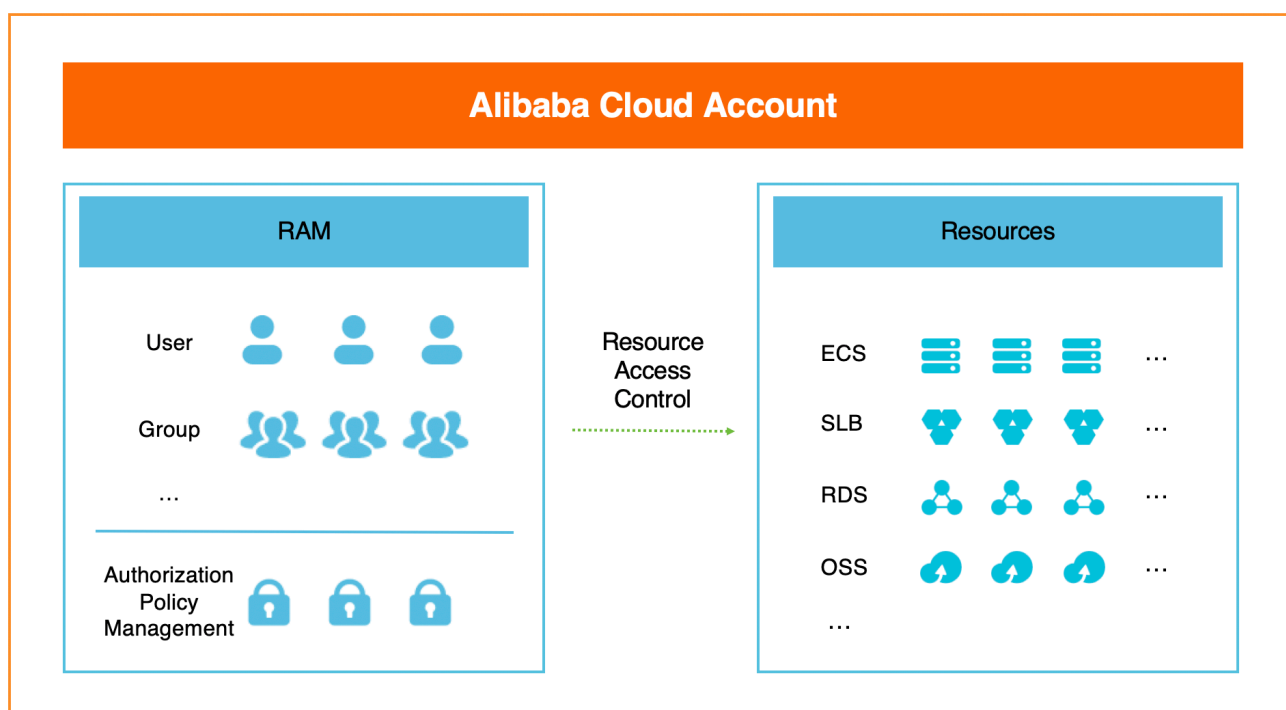 Alibaba Cloud Account
RAM
User
Group
...
Authorization
Policy
Management
Resource
Access
Control
Resources
ECS
...
SLB
...
RDS
...
OSS
...
...